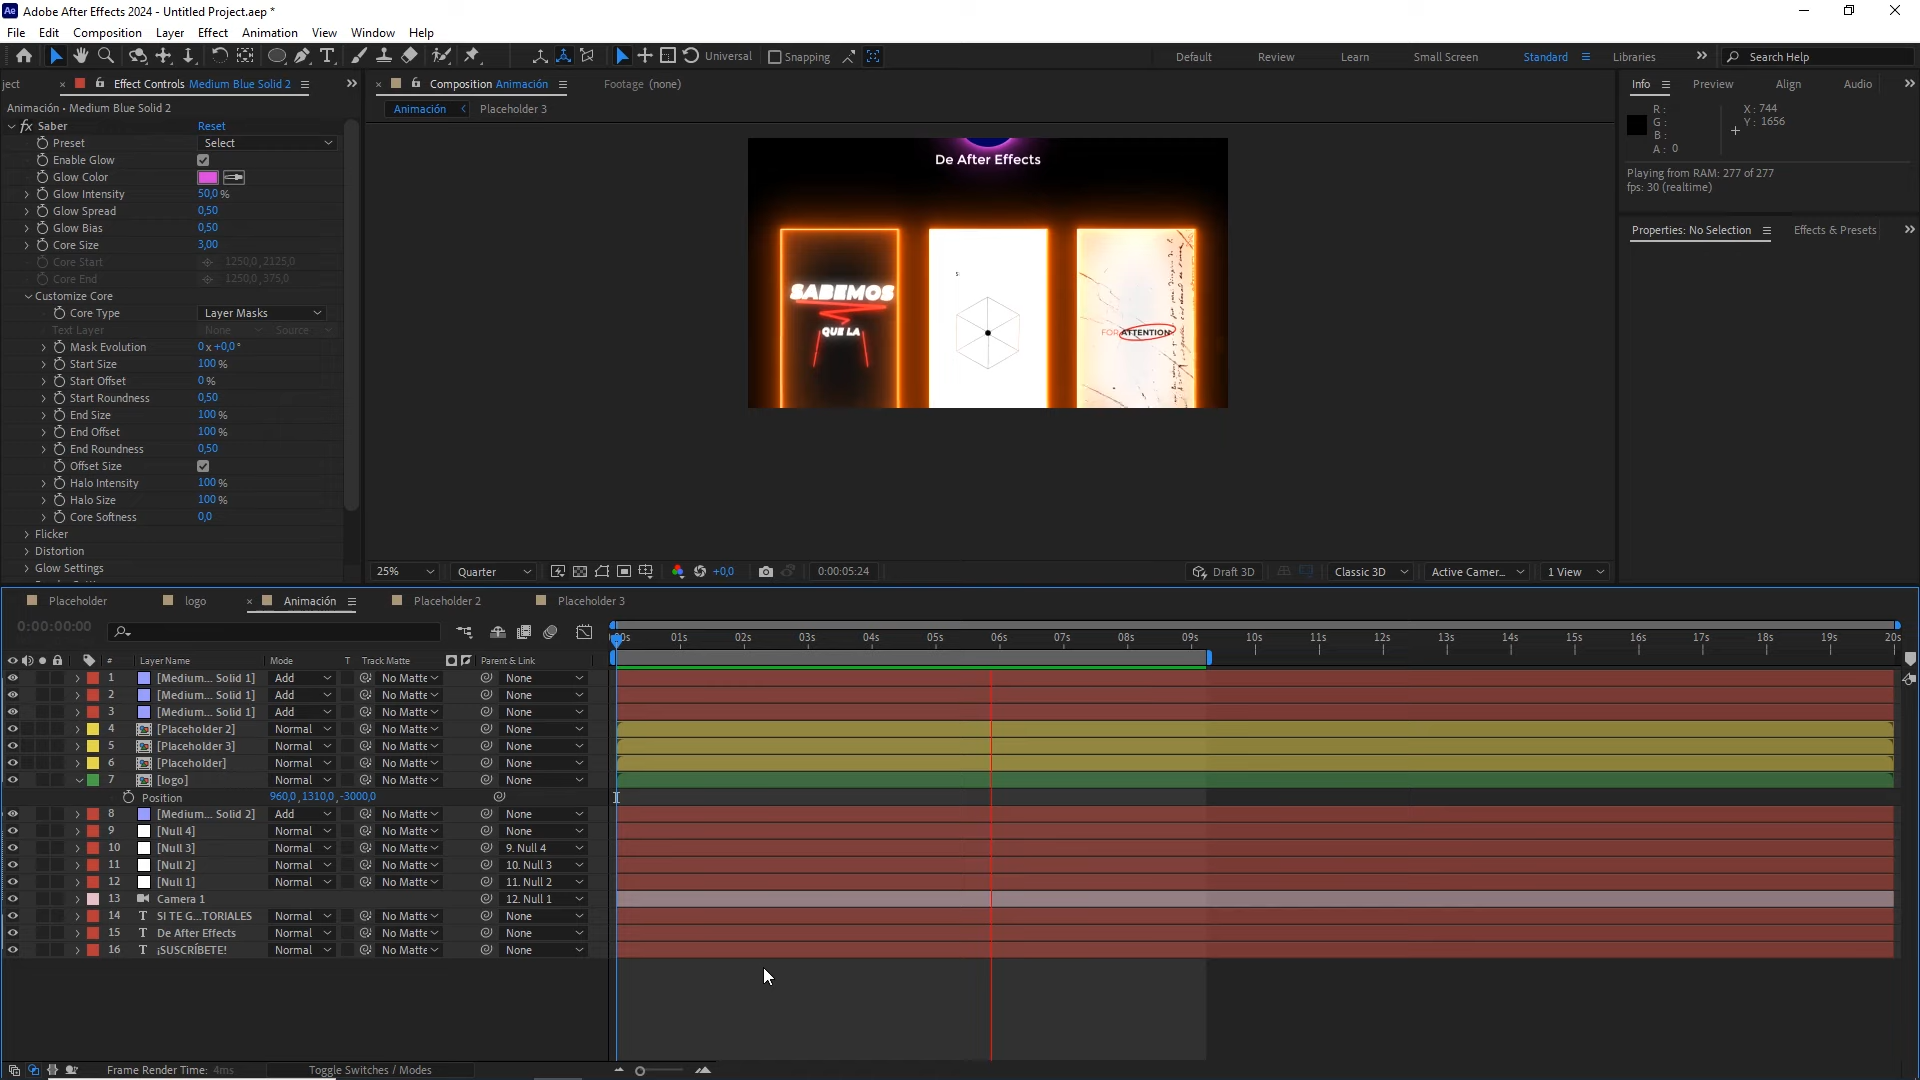 Adobe After Effects 2024 - Untitled Project.aep *
File Edit Composition Layer Effect Animation View Window Help
Universal Snapping Default Review Learn Small Screen Standard Libraries Search Help
ject Effect Controls Medium Blue Solid 2
Composition Animación Footage (none)
Info Preview Align Audio
Animación • Medium Blue Solid 2
Animación Placeholder 3
fx Saber Reset
Preset Select
Enable Glow
Glow Color
Glow Intensity 50,0 %
Glow Spread 0,50
Glow Bias 0,50
Core Size 3,00
Core Start 1250,0, 2125,0
Core End 1250,0, 375,0
Customize Core
Core Type Layer Masks
Text Layer None Source
Mask Evolution 0 x +0,0 °
Start Size 100 %
Start Offset 0 %
Start Roundness 0,50
End Size 100 %
End Offset 100 %
End Roundness 0,50
Offset Size
Halo Intensity 100 %
Halo Size 100 %
Core Softness 0,0
Flicker
Distortion
Glow Settings
De After Effects
SABEMOS
QUE LA
FOR ATTENTION
R :
G :
B :
A : 0
X : 744
Y : 1656
Playing from RAM: 277 of 277
fps: 30 (realtime)
Properties: No Selection Effects & Presets
25% Quarter +0,0 0:00:05:24 Draft 3D Classic 3D Active Camer... 1 View
Placeholder logo Animación Placeholder 2 Placeholder 3
0:00:00:00
00s 01s 02s 03s 04s 05s 06s 07s 08s 09s 10s 11s 12s 13s 14s 15s 16s 17s 18s 19s 20s
# Layer Name Mode T Track Matte Parent & Link
1 [Medium... Solid 1] Add No Matte None
2 [Medium... Solid 1] Add No Matte None
3 [Medium... Solid 1] Add No Matte None
4 [Placeholder 2] Normal No Matte None
5 [Placeholder 3] Normal No Matte None
6 [Placeholder] Normal No Matte None
7 [logo] Normal No Matte None
Position 960,0, 1310,0, -3000,0
8 [Medium... Solid 2] Add No Matte None
9 [Null 4] Normal No Matte None
10 [Null 3] Normal No Matte 9. Null 4
11 [Null 2] Normal No Matte 10. Null 3
12 [Null 1] Normal No Matte 11. Null 2
13 Camera 1 12. Null 1
14 T SI TE G...TORIALES Normal No Matte None
15 T De After Effects Normal No Matte None
16 T ¡SUSCRÍBETE! Normal No Matte None
Frame Render Time: 4ms Toggle Switches / Modes